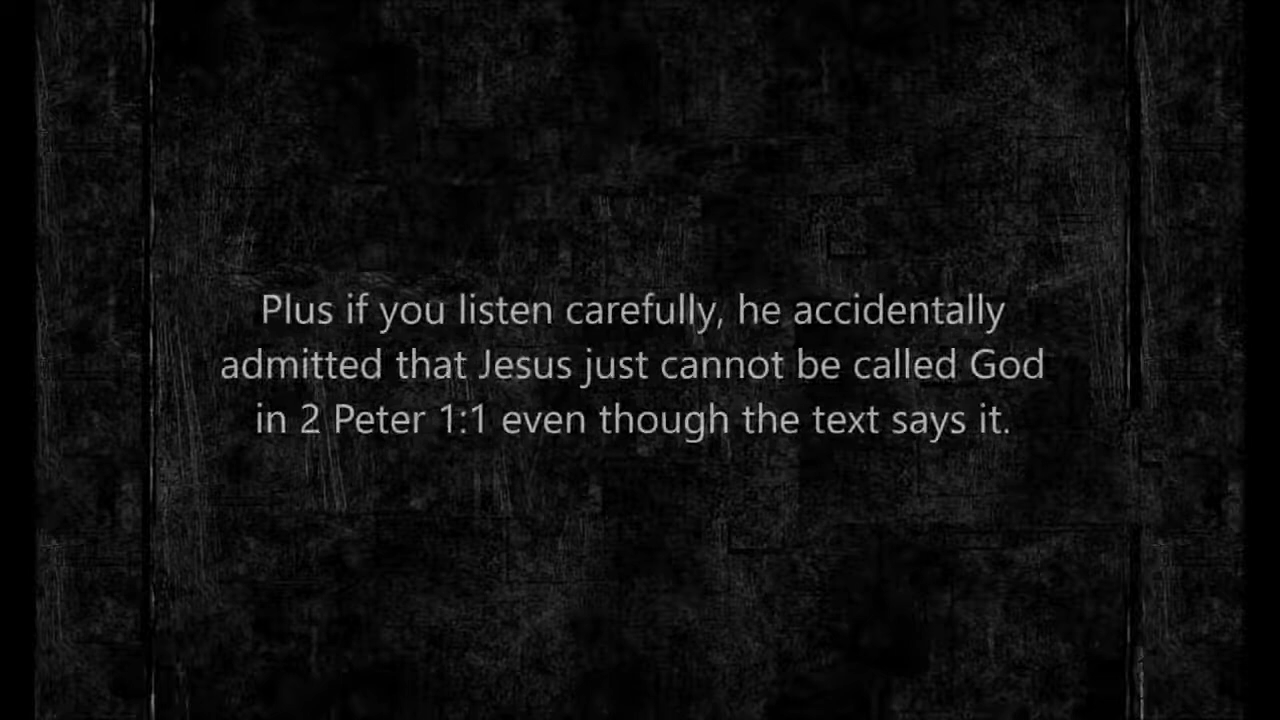 Plus if you listen carefully, he accidentally
admitted that Jesus just cannot be called God
in 2 Peter 1:1 even though the text says it.